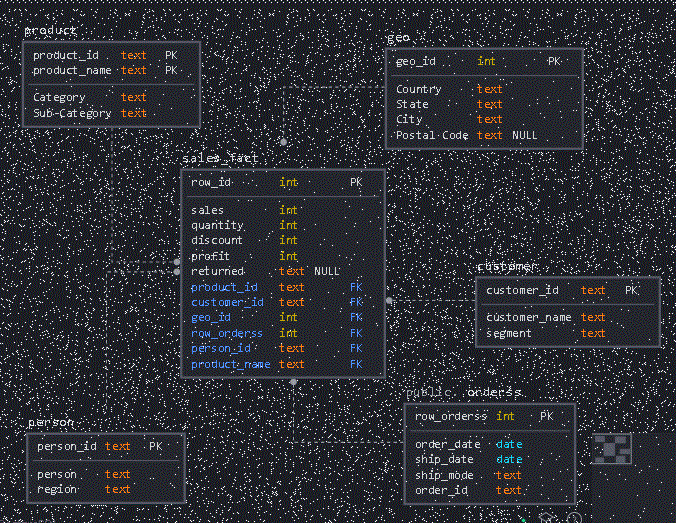 product
product_id text PK
product_name text PK
Category text
Sub-Category text
geo
geo_id int PK
Country text
State text
City text
Postal Code text NULL
sales_fact
row_id int PK
sales int
quantity int
discount int
profit int
returned text NULL
product_id text FK
customer_id text FK
geo_id int FK
row_orderss int FK
person_id text FK
product_name text FK
customer
customer_id text PK
customer_name text
segment text
person
person_id text PK
person text
region text
public. orderss
row_orderss int PK
order_date date
ship_date date
ship_mode text
order_id text